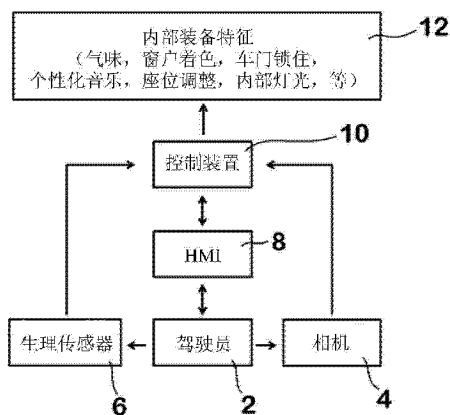 内部装备特征
（气味，窗户着色，车门锁住，
个性化音乐，座位调整，内部灯光，等）
12
控制装置
10
HMI
8
生理传感器
驾驶员
相机
6
2
4